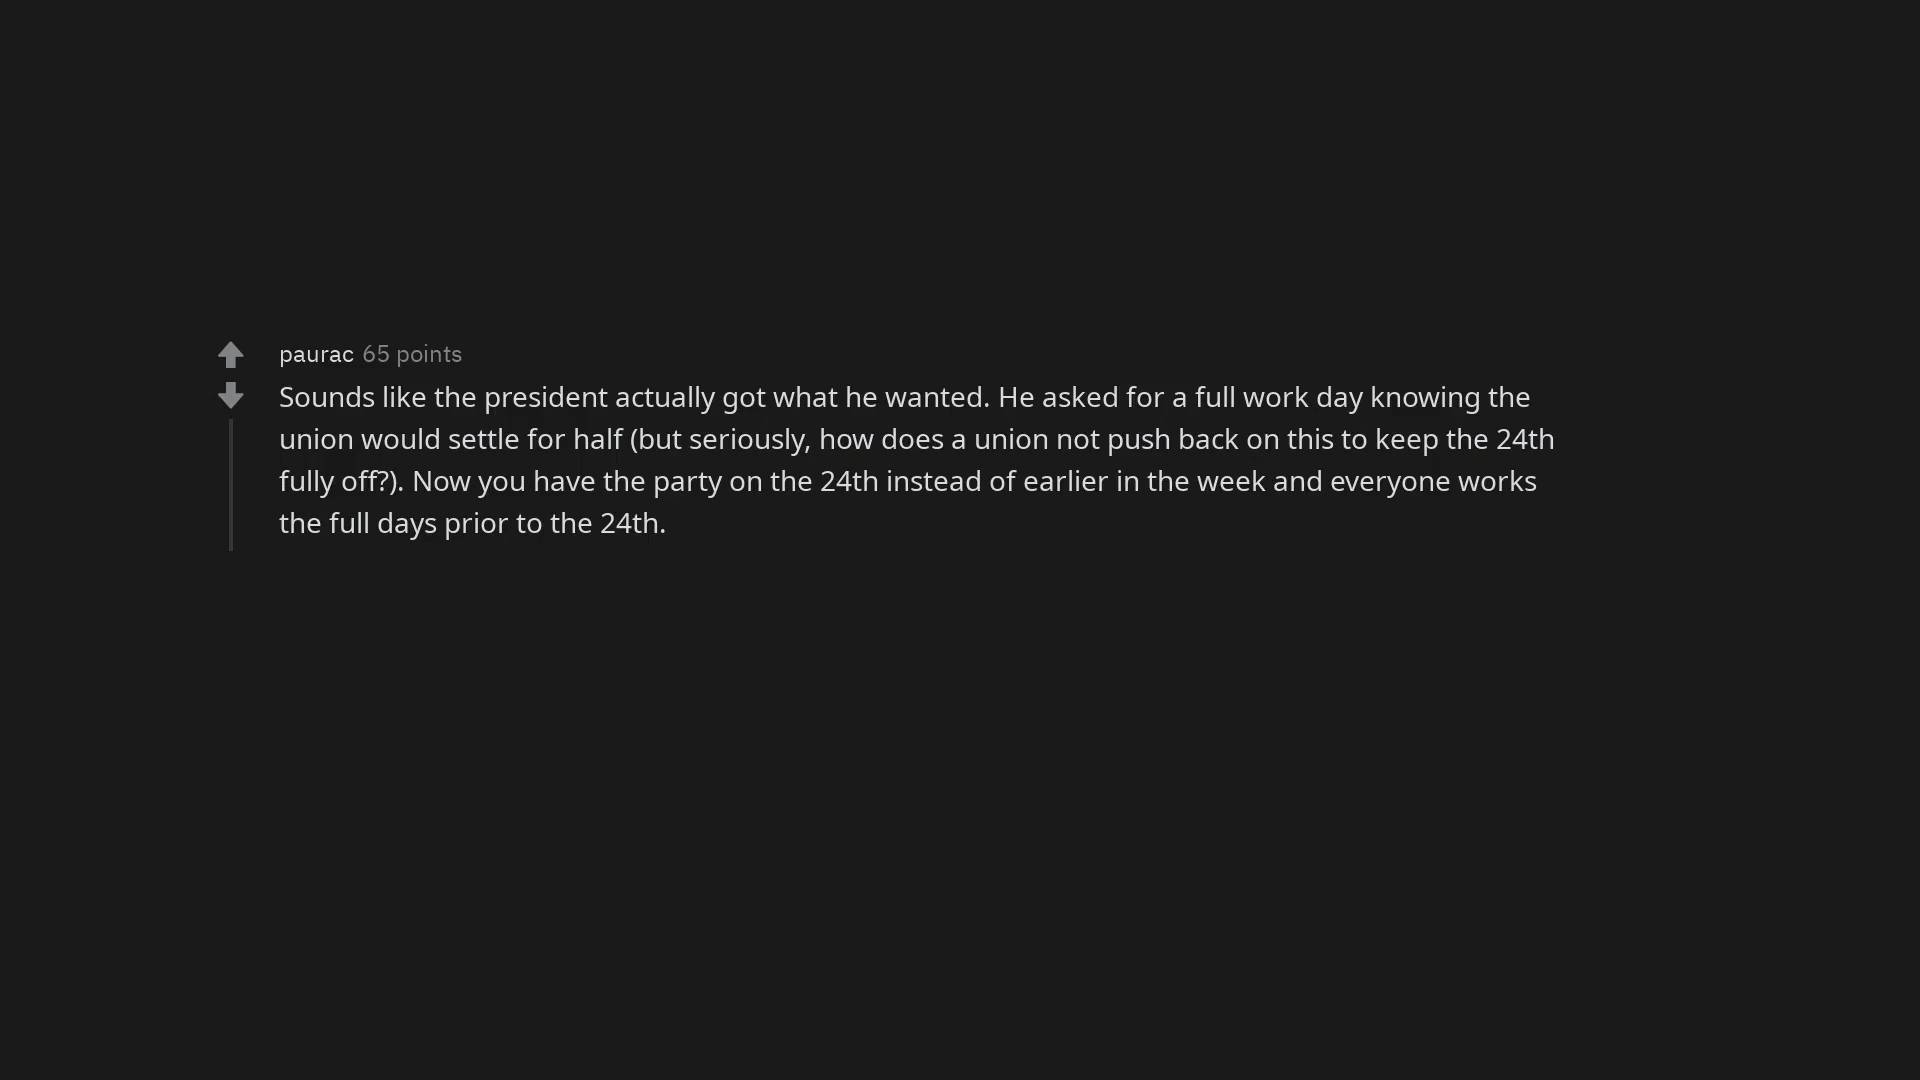 paurac 65 points
Sounds like the president actually got what he wanted. He asked for a full work day knowing the
union would settle for half (but seriously, how does a union not push back on this to keep the 24th
fully off?). Now you have the party on the 24th instead of earlier in the week and everyone works
the full days prior to the 24th.